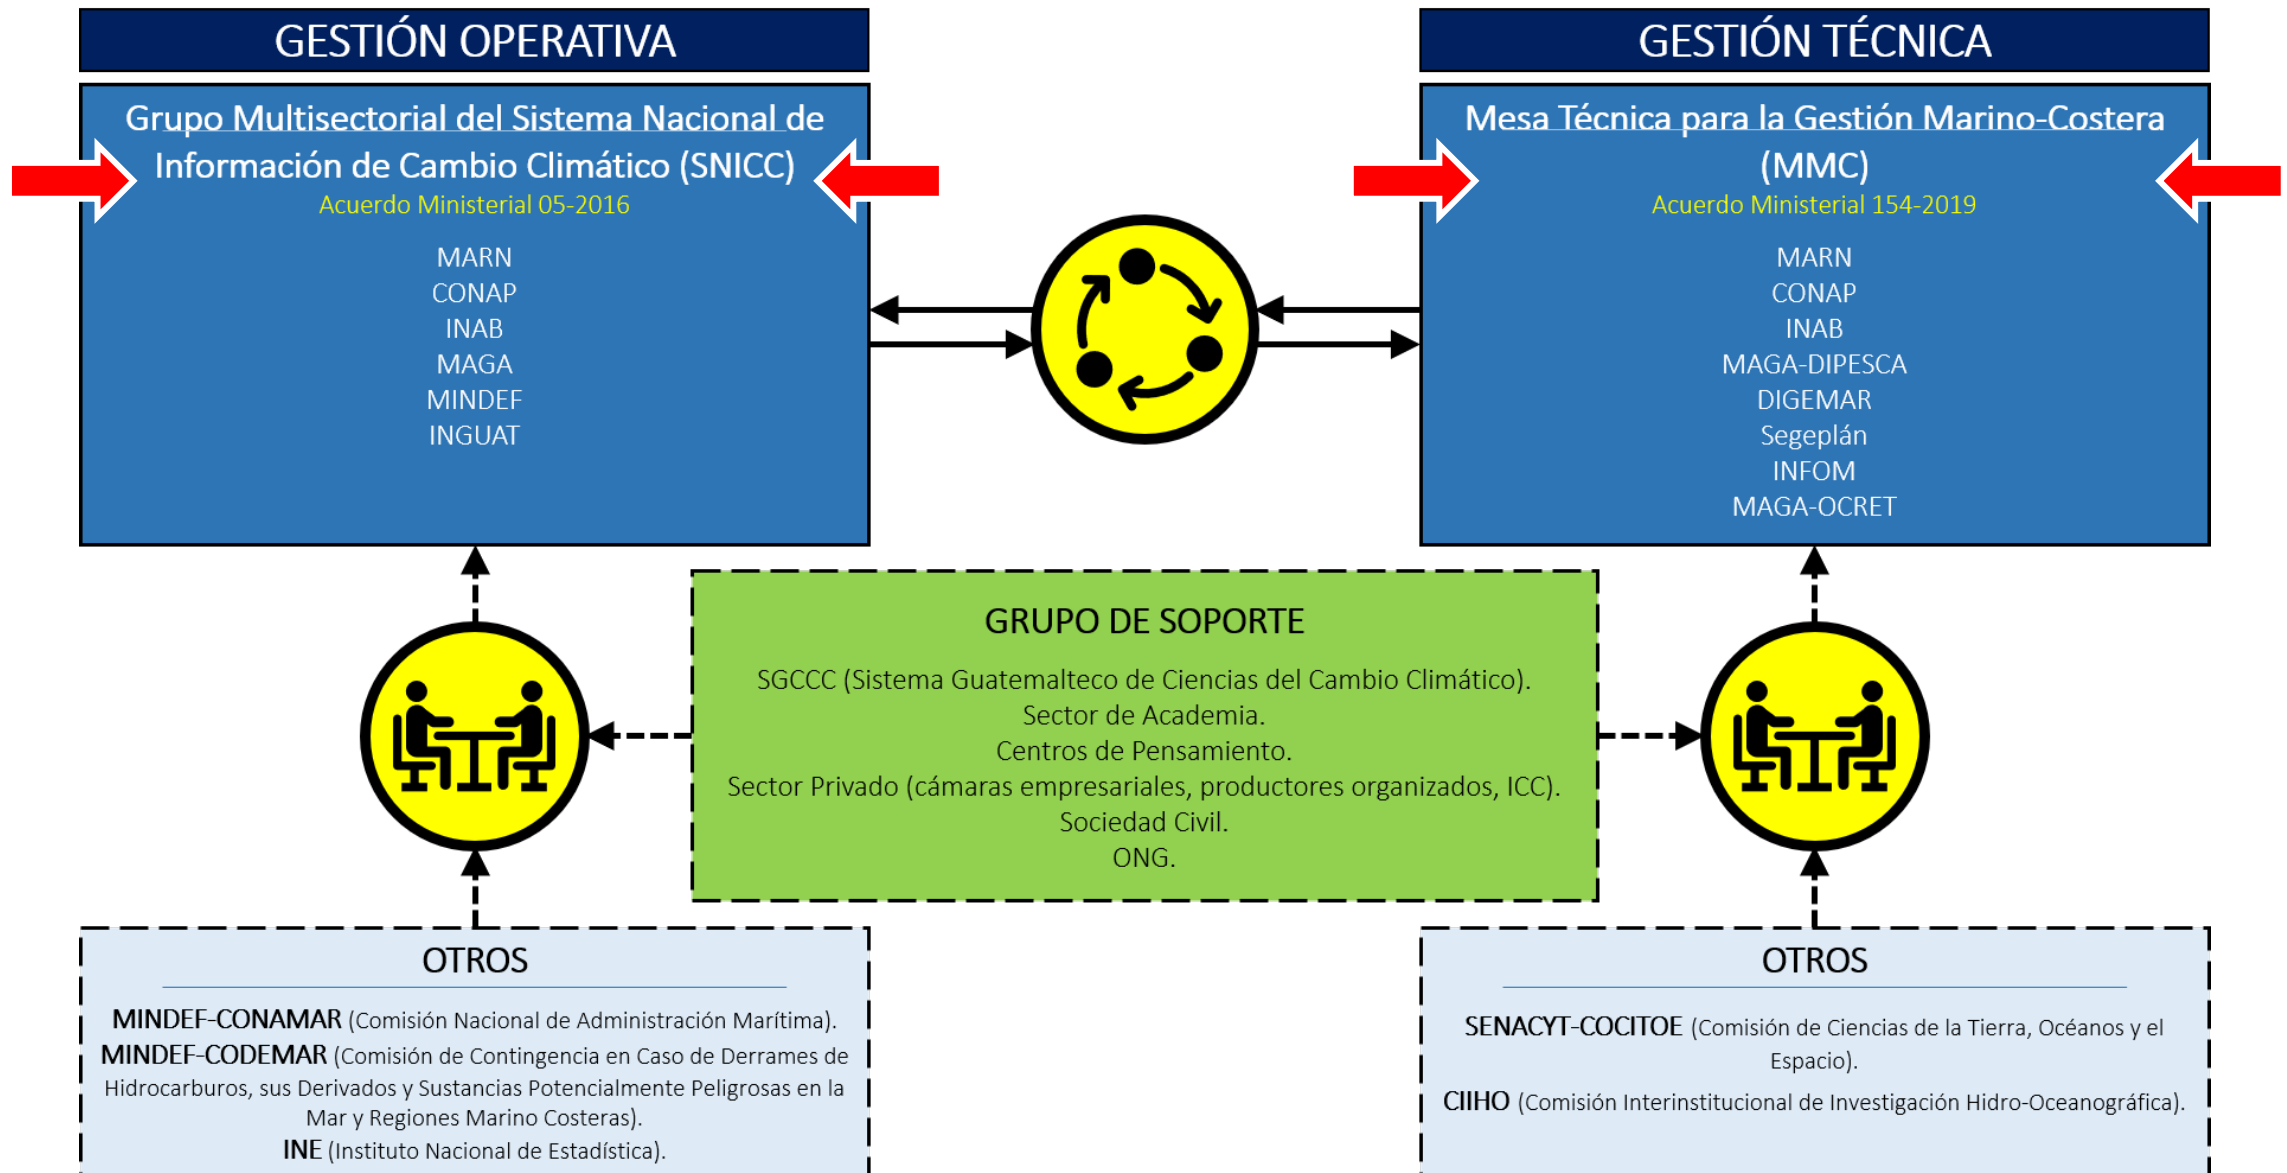 GESTIÓN OPERATIVA
Grupo Multisectorial del Sistema Nacional de
Información de Cambio Climático (SNICC)
Acuerdo Ministerial 05-2016
MARN
CONAP
INAB
MAGA
MINDEF
INGUAT
GESTIÓN TÉCNICA
Mesa Técnica para la Gestión Marino-Costera
(MMC)
Acuerdo Ministerial 154-2019
MARN
CONAP
INAB
MAGA-DIPESCA
DIGEMAR
Segeplán
INFOM
MAGA-OCRET
GRUPO DE SOPORTE
SGCCC (Sistema Guatemalteco de Ciencias del Cambio Climático).
Sector de Academia.
Centros de Pensamiento.
Sector Privado (cámaras empresariales, productores organizados, ICC).
Sociedad Civil.
ONG.
OTROS
MINDEF-CONAMAR (Comisión Nacional de Administración Marítima).
MINDEF-CODEMAR (Comisión de Contingencia en Caso de Derrames de
Hidrocarburos, sus Derivados y Sustancias Potencialmente Peligrosas en la
Mar y Regiones Marino Costeras).
INE (Instituto Nacional de Estadística).
OTROS
SENACYT-COCITOE (Comisión de Ciencias de la Tierra, Océanos y el
Espacio).
CIIHO (Comisión Interinstitucional de Investigación Hidro-Oceanográfica).